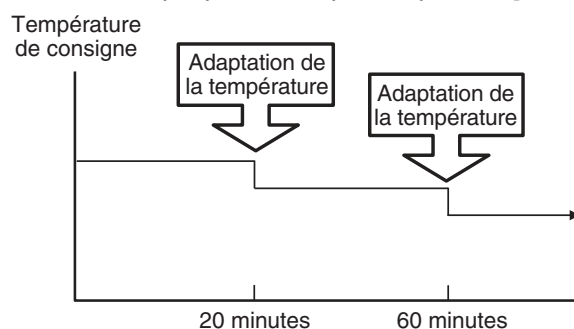 Température
de consigne
Adaptation de
la température
Adaptation de
la température
20 minutes
60 minutes